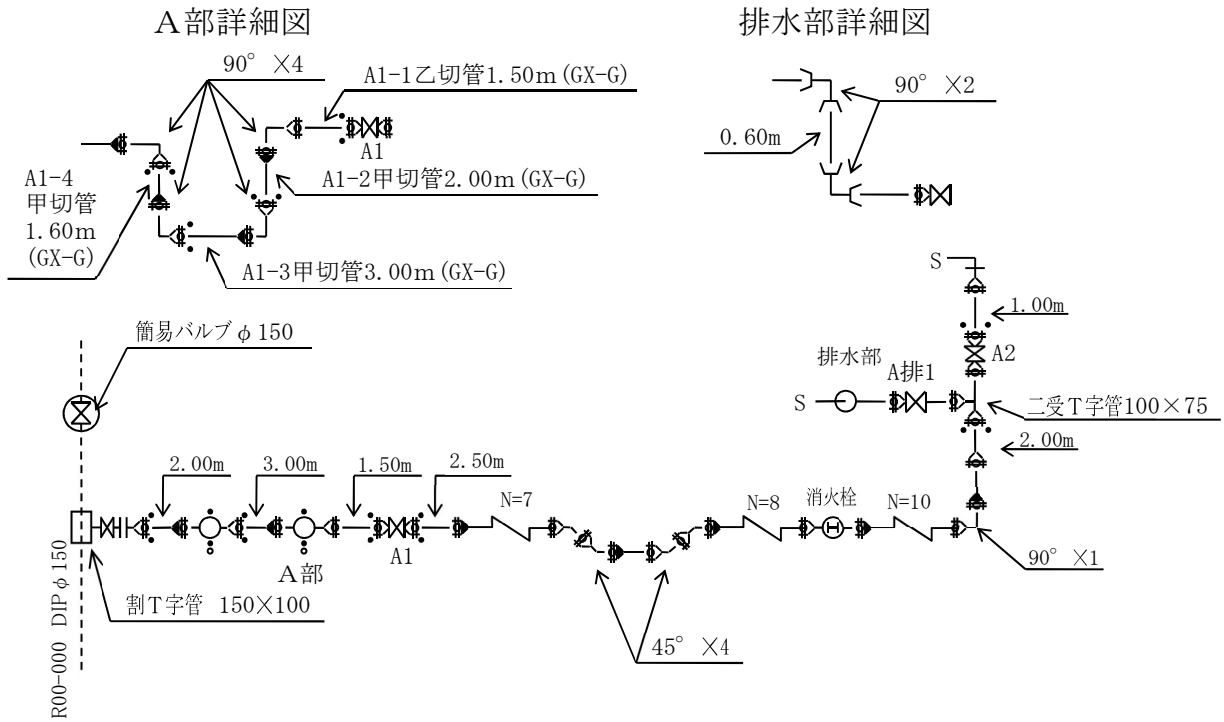 A部詳細図
排水部詳細図
90° ×4
A1-1乙切管1.50m(GX-G)
A1
A1-2甲切管2.00m(GX-G)
A1-4
甲切管
1.60m
(GX-G)
A1-3甲切管3.00m(GX-G)
90° ×2
0.60m
S
1.00m
A2
排水部
A排1
S
二受T字管100×75
2.00m
簡易バルブφ150
2.00m
3.00m
1.50m
2.50m
N=7
N=8
消火栓
N=10
H
A部
A1
90° ×1
割T字管 150×100
45° ×4
R00-000 DIPφ150